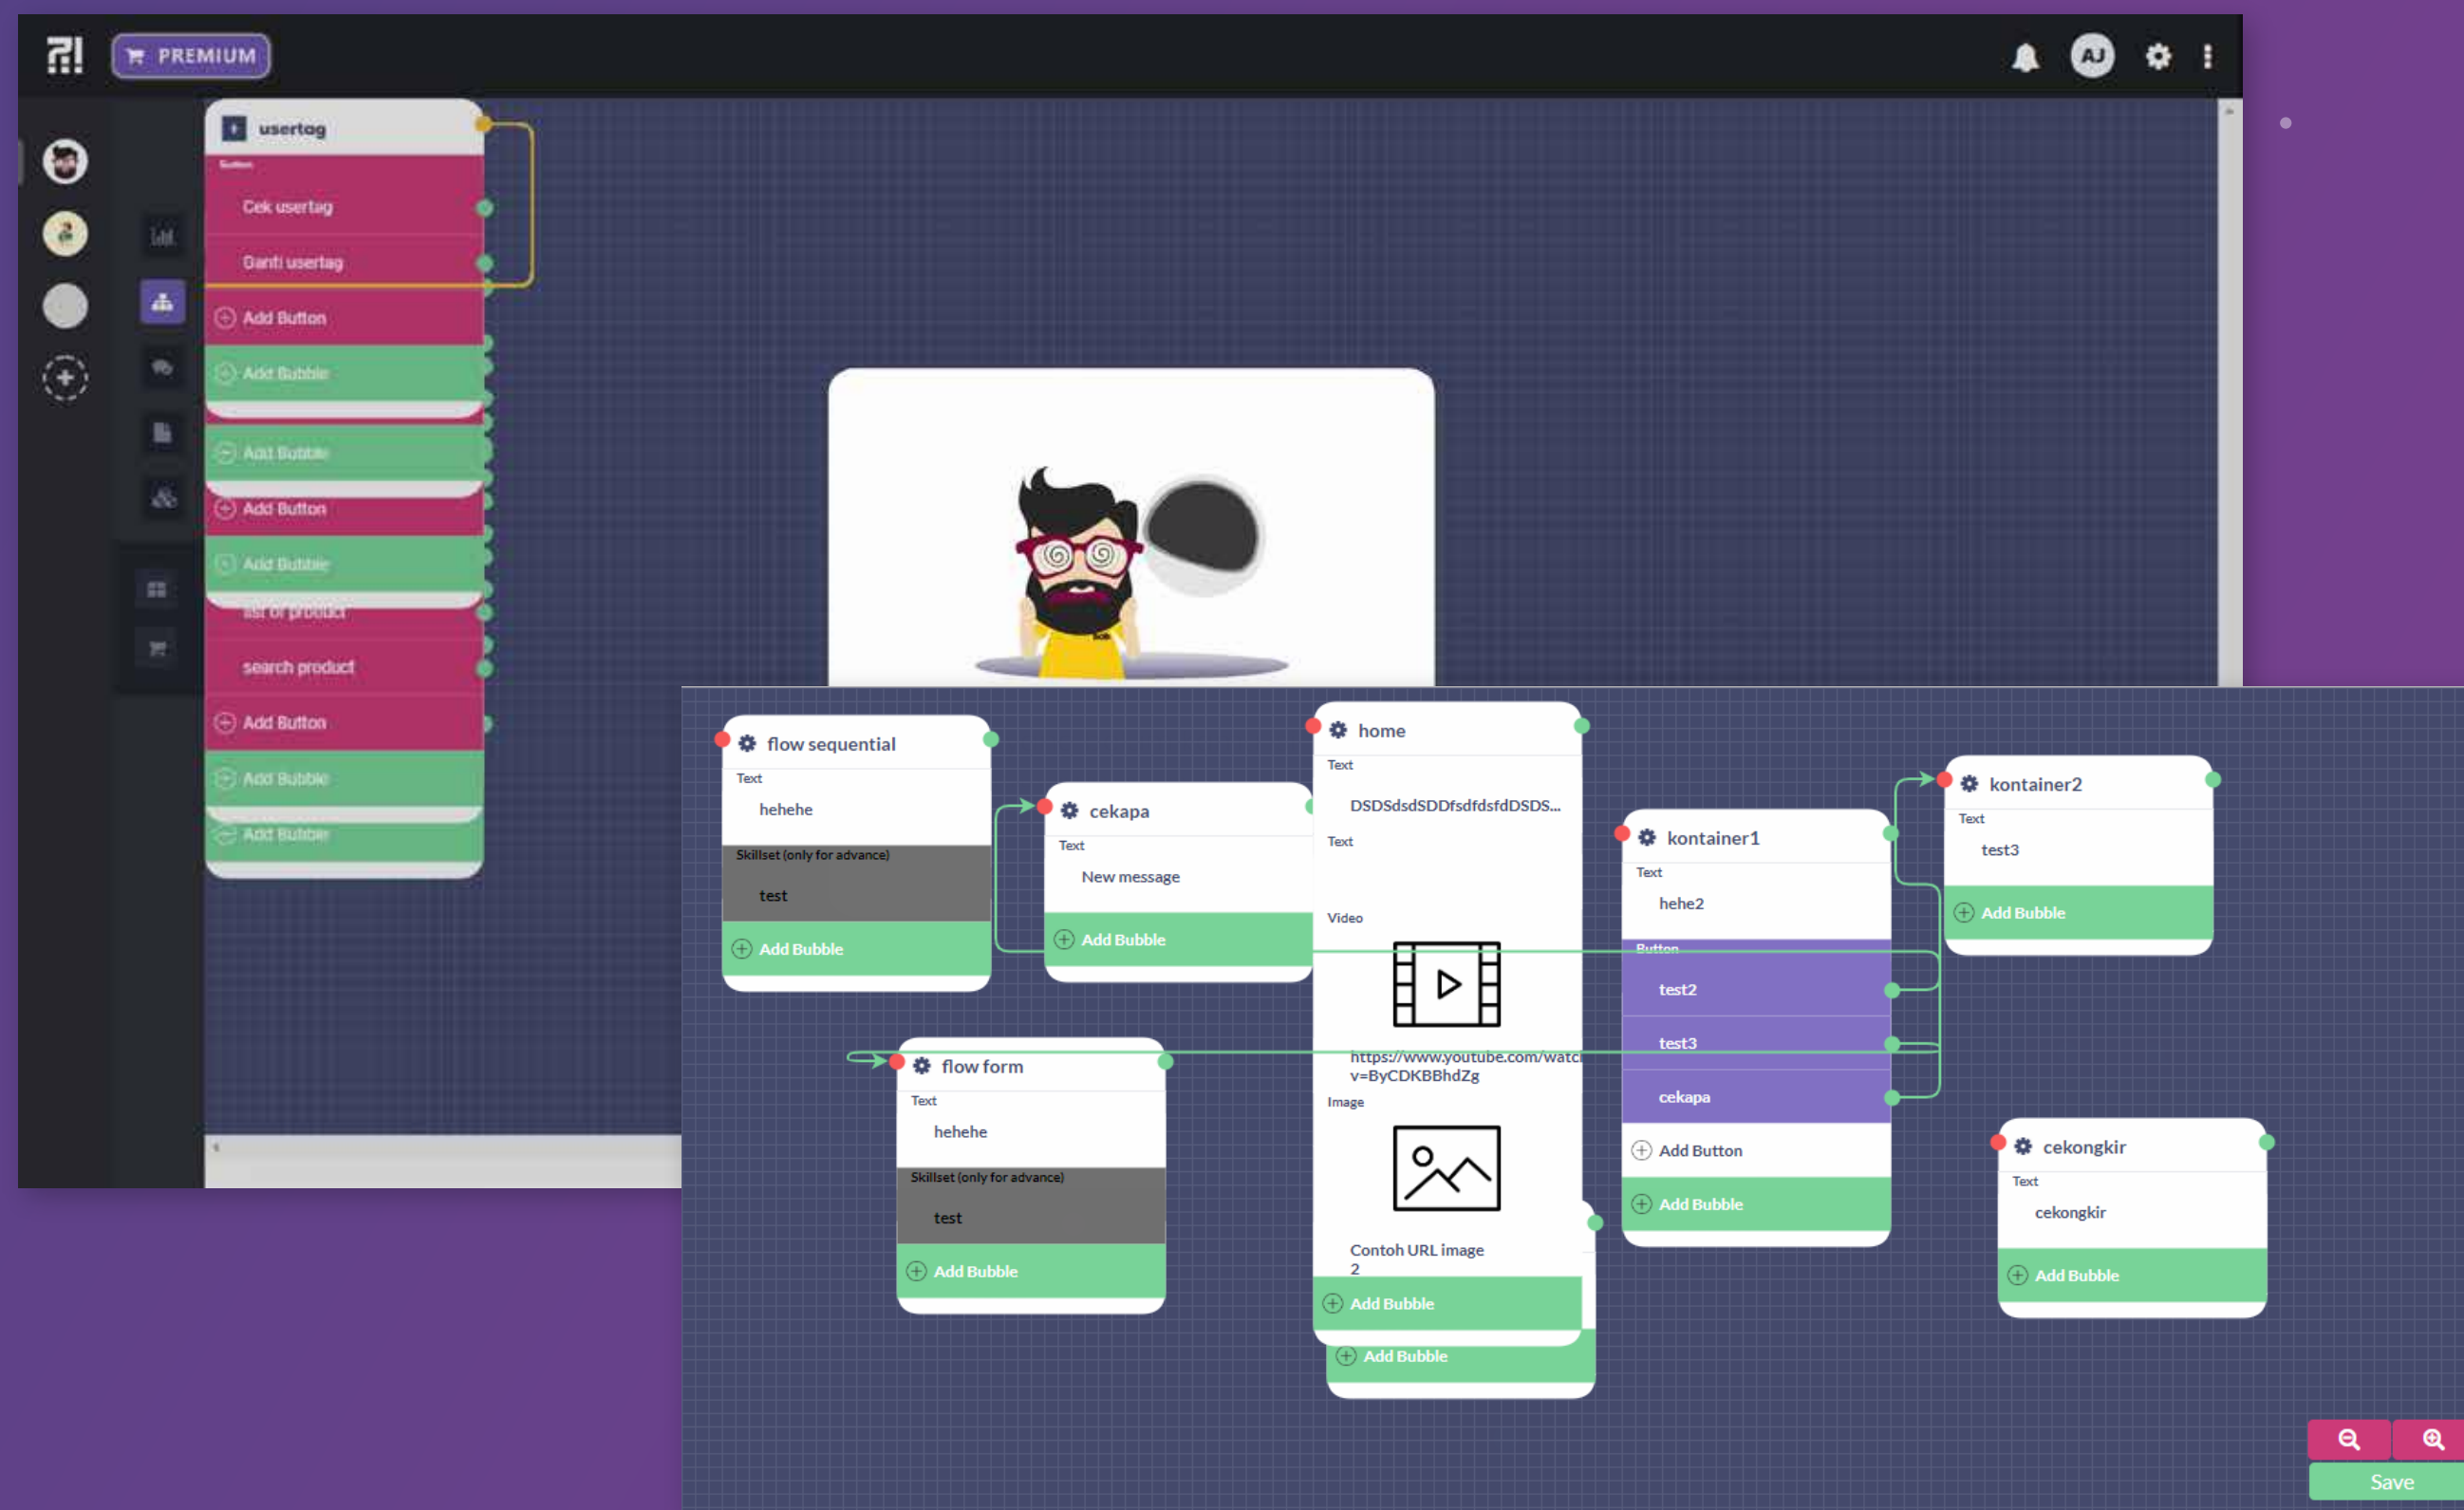 PREMIUM
AJ
usertag
Button
Cek usertag
Ganti usertag
Add Button
Add Bubble
Add Bubble
Add Button
Add Bubble
list of product
search product
Add Button
Add Bubble
Add Bubble
flow sequential
Text
hehehe
Skillset (only for advance)
test
Add Bubble
cekapa
Text
New message
Add Bubble
home
Text
DSDSdsdSDDfsdfdsfdDSDS...
Text
Video
https://www.youtube.com/watc
v=ByCDKBBhdZg
Image
Contoh URL image
2
Add Bubble
Add Bubble
kontainer1
Text
hehe2
Button
test2
test3
cekapa
Add Button
Add Bubble
kontainer2
Text
test3
Add Bubble
flow form
Text
hehehe
Skillset (only for advance)
test
Add Bubble
cekongkir
Text
cekongkir
Add Bubble
Save